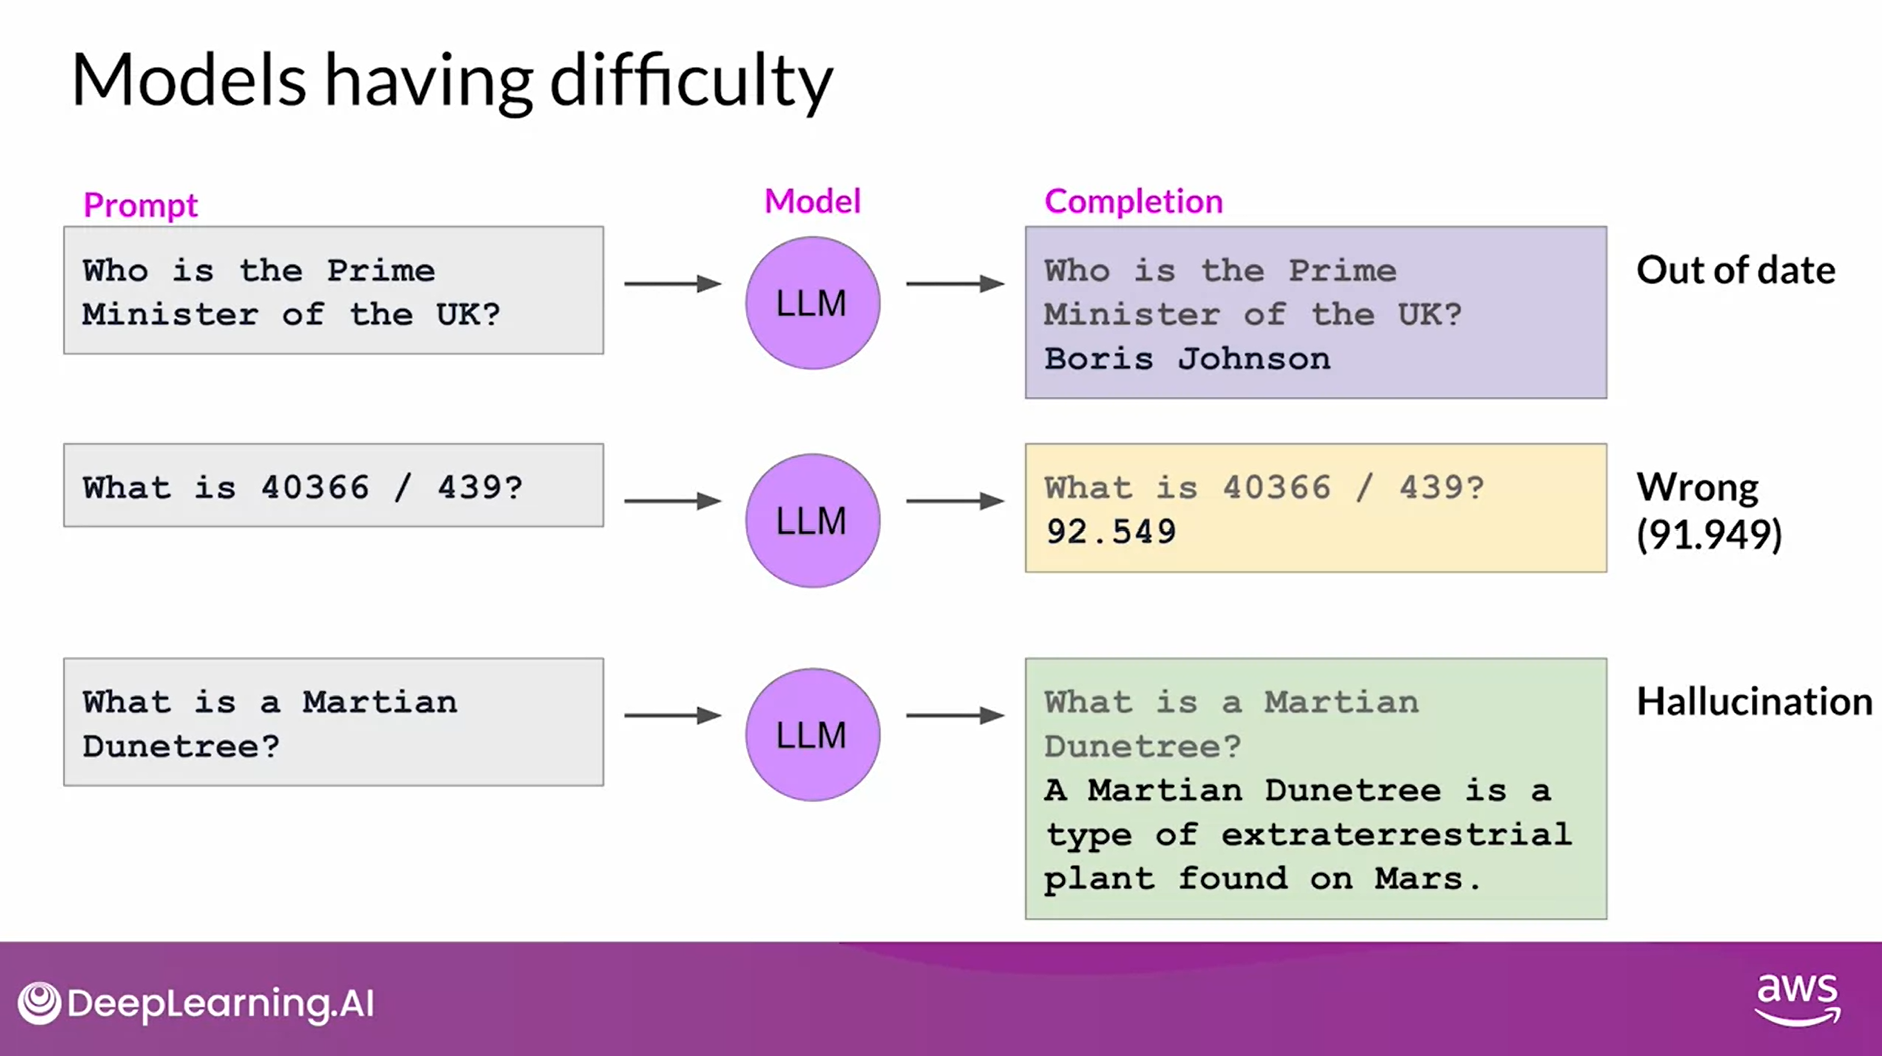 Models having difficulty
Prompt
Model
Completion
Who is the Prime
Minister of the UK?
LLM
Who is the Prime
Minister of the UK?
Boris Johnson
Out of date
What is 40366 / 439?
LLM
What is 40366 / 439?
92.549
Wrong
(91.949)
What is a Martian
Dunetree?
LLM
What is a Martian
Dunetree?
A Martian Dunetree is a
type of extraterrestrial
plant found on Mars.
Hallucination
DeepLearning.AI
aws